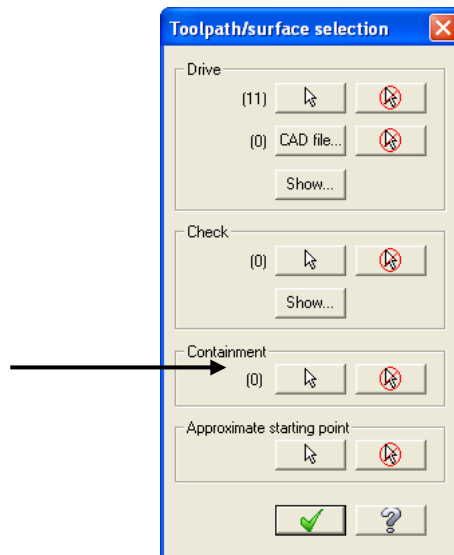 Toolpath/surface selection
Drive
(11)
(0) CAD file...
Show...
Check
(0)
Show...
Containment
(0)
Approximate starting point